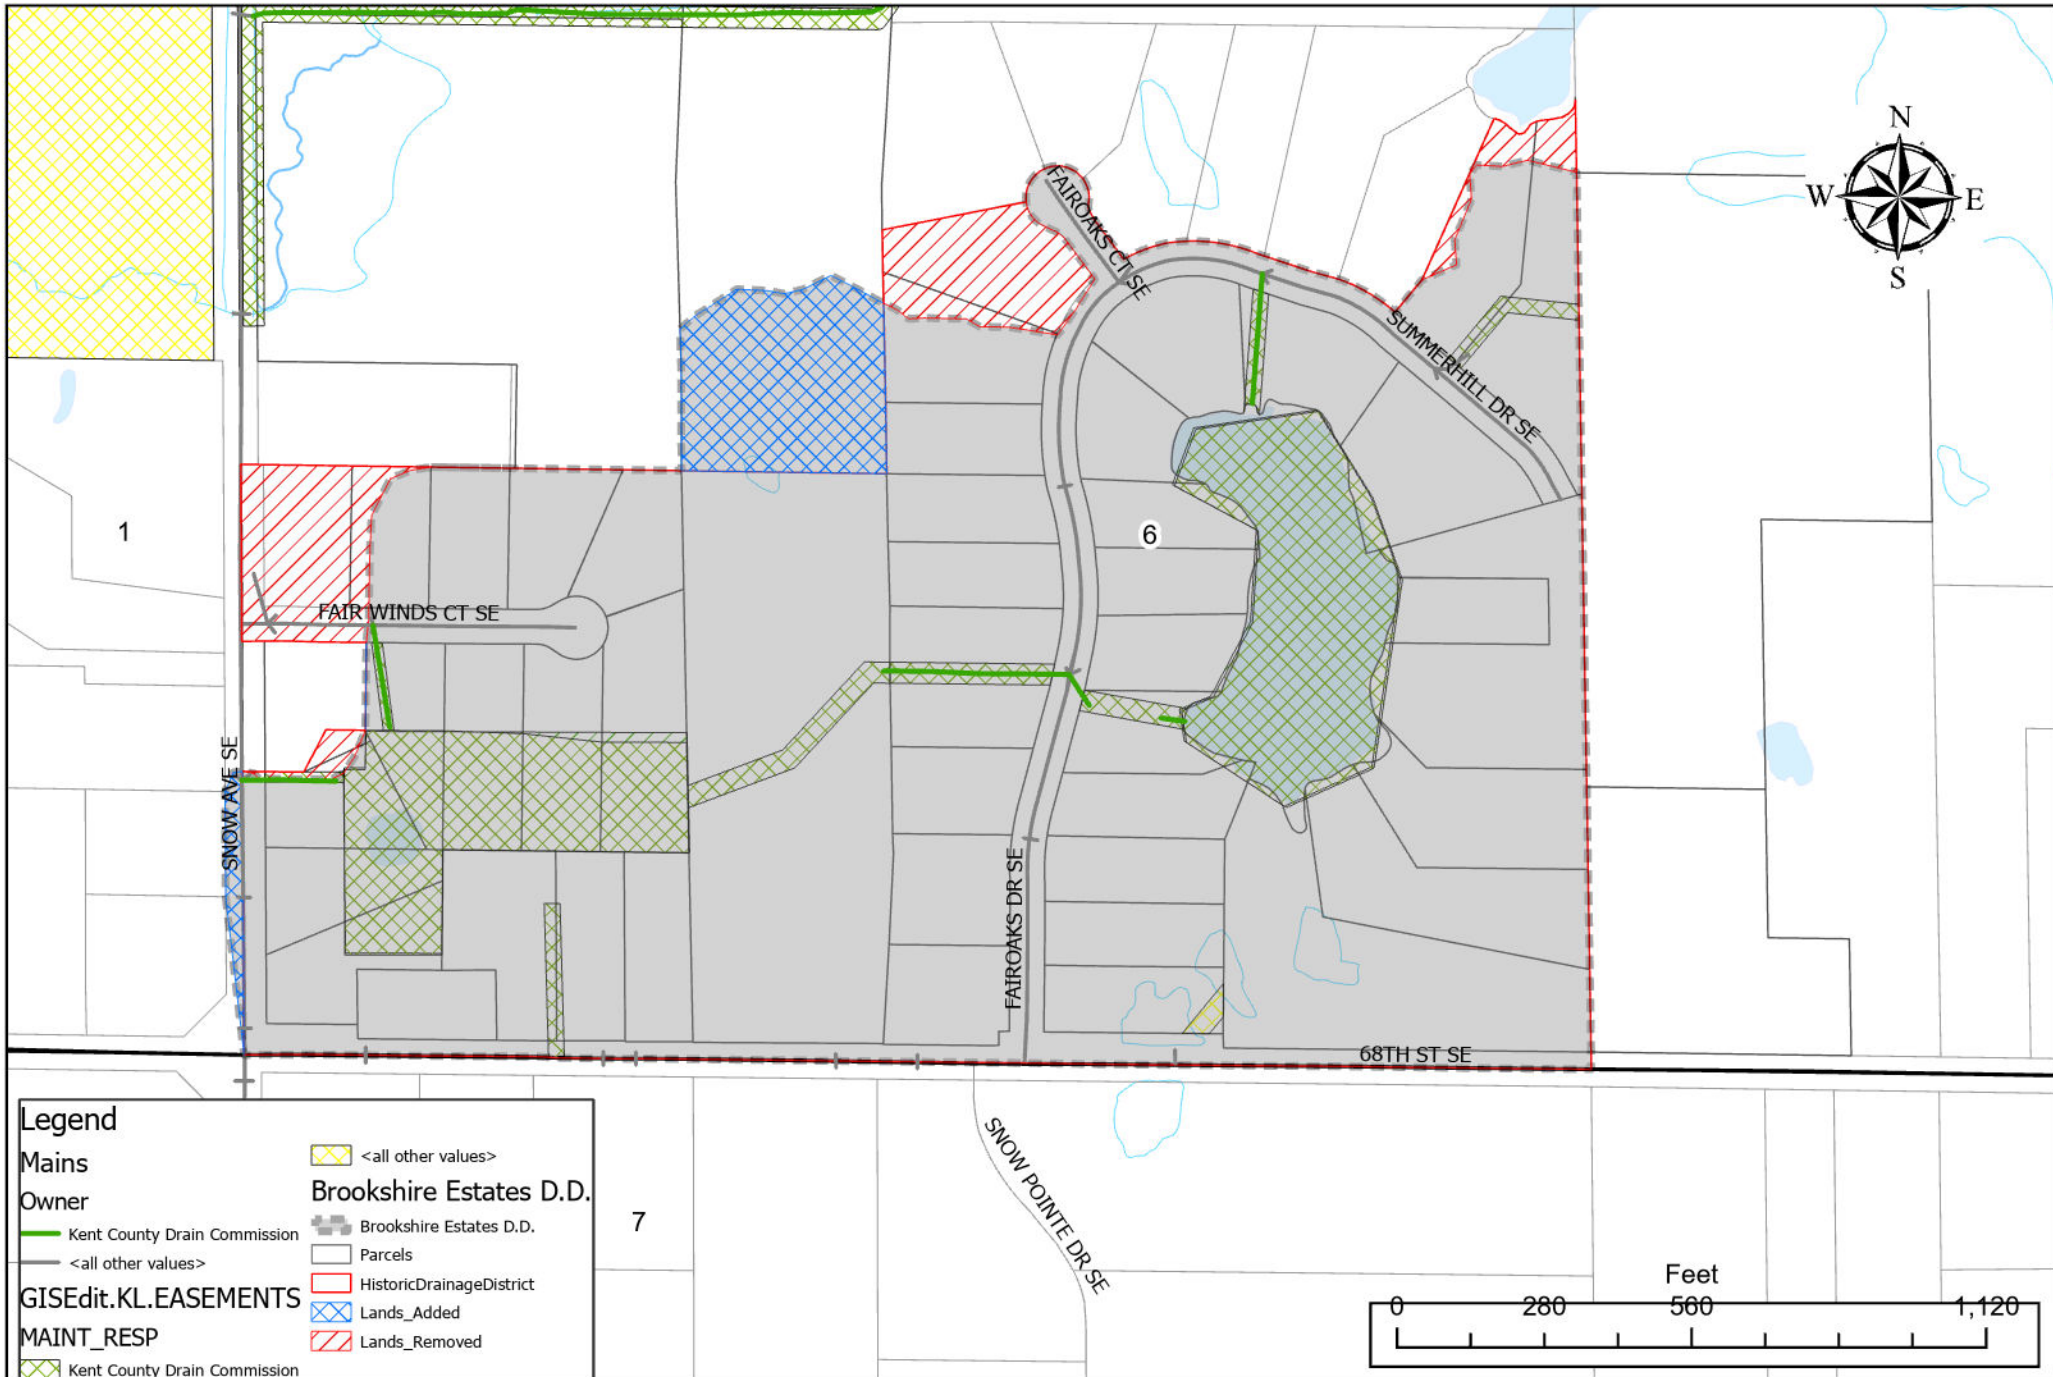 N
W
E
S
FAIROAKS CT SE
SUMMERHILL DR SE
1
6
FAIR WINDS CT SE
SNOW AVE SE
FAIROAKS DR SE
68TH ST SE
SNOW POINTE DR SE
7
Legend
Mains
Owner
Kent County Drain Commission
<all other values>
GISEdit.KL.EASEMENTS
MAINT_RESP
Kent County Drain Commission
<all other values>
Brookshire Estates D.D.
Brookshire Estates D.D.
Parcels
HistoricDrainageDistrict
Lands_Added
Lands_Removed
Feet
0 280 560 1,120